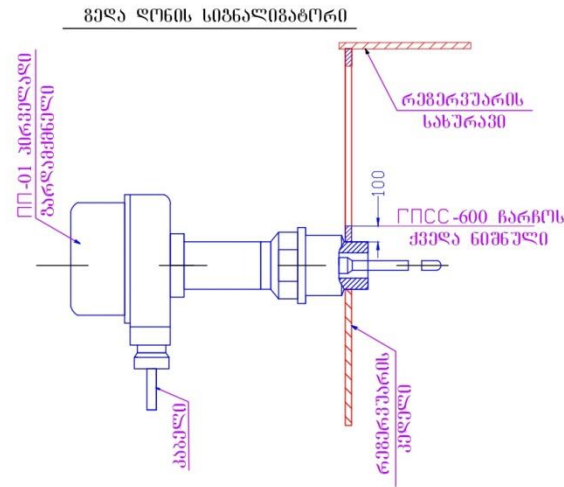 ზედა დონის სიგნალიზატორი
ПП-01 პირველადი
გარდამქმნელი
რეზერვუარის
სახურავი
100
ГПСС-600 ჩარჩოს
ქვედა ნიშნული
კაბელი
რეზერვუარის
კედელი